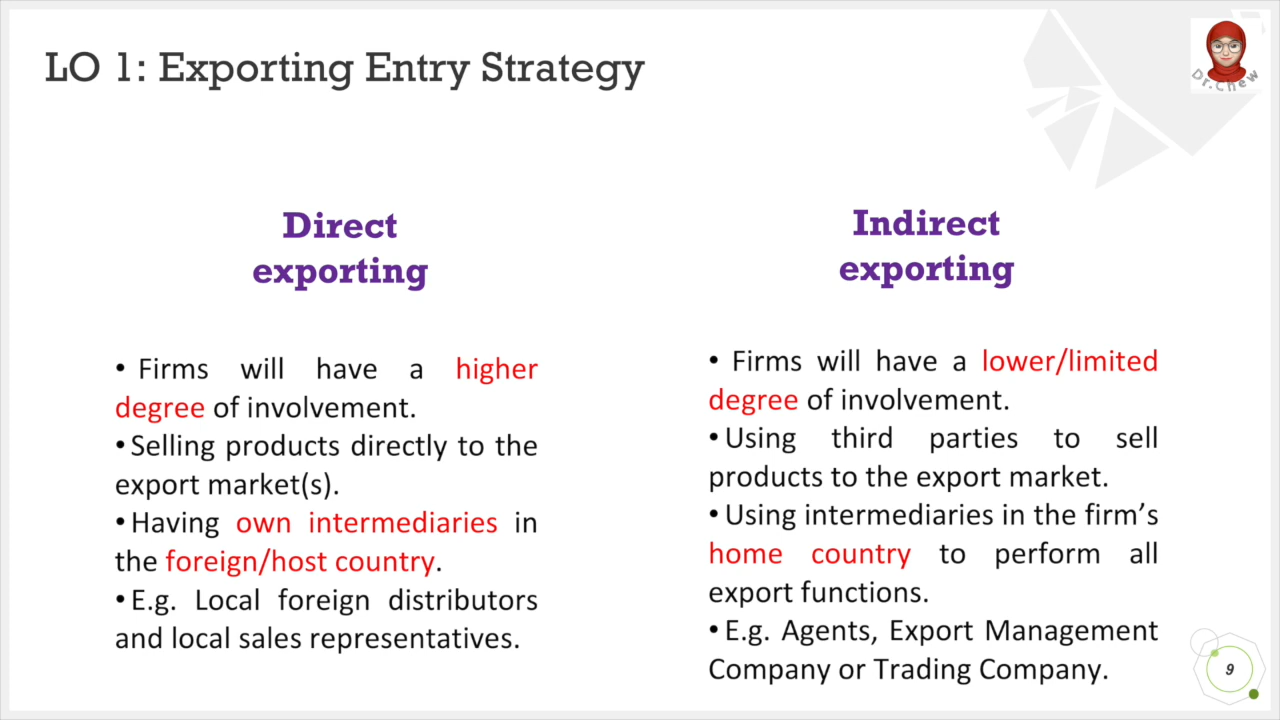 LO 1: Exporting Entry Strategy
Dr.Chew
Direct
exporting
• Firms will have a higher
degree of involvement.
• Selling products directly to the
export market(s).
• Having own intermediaries in
the foreign/host country.
• E.g. Local foreign distributors
and local sales representatives.
Indirect
exporting
• Firms will have a lower/limited
degree of involvement.
• Using third parties to sell
products to the export market.
• Using intermediaries in the firm’s
home country to perform all
export functions.
• E.g. Agents, Export Management
Company or Trading Company.
9